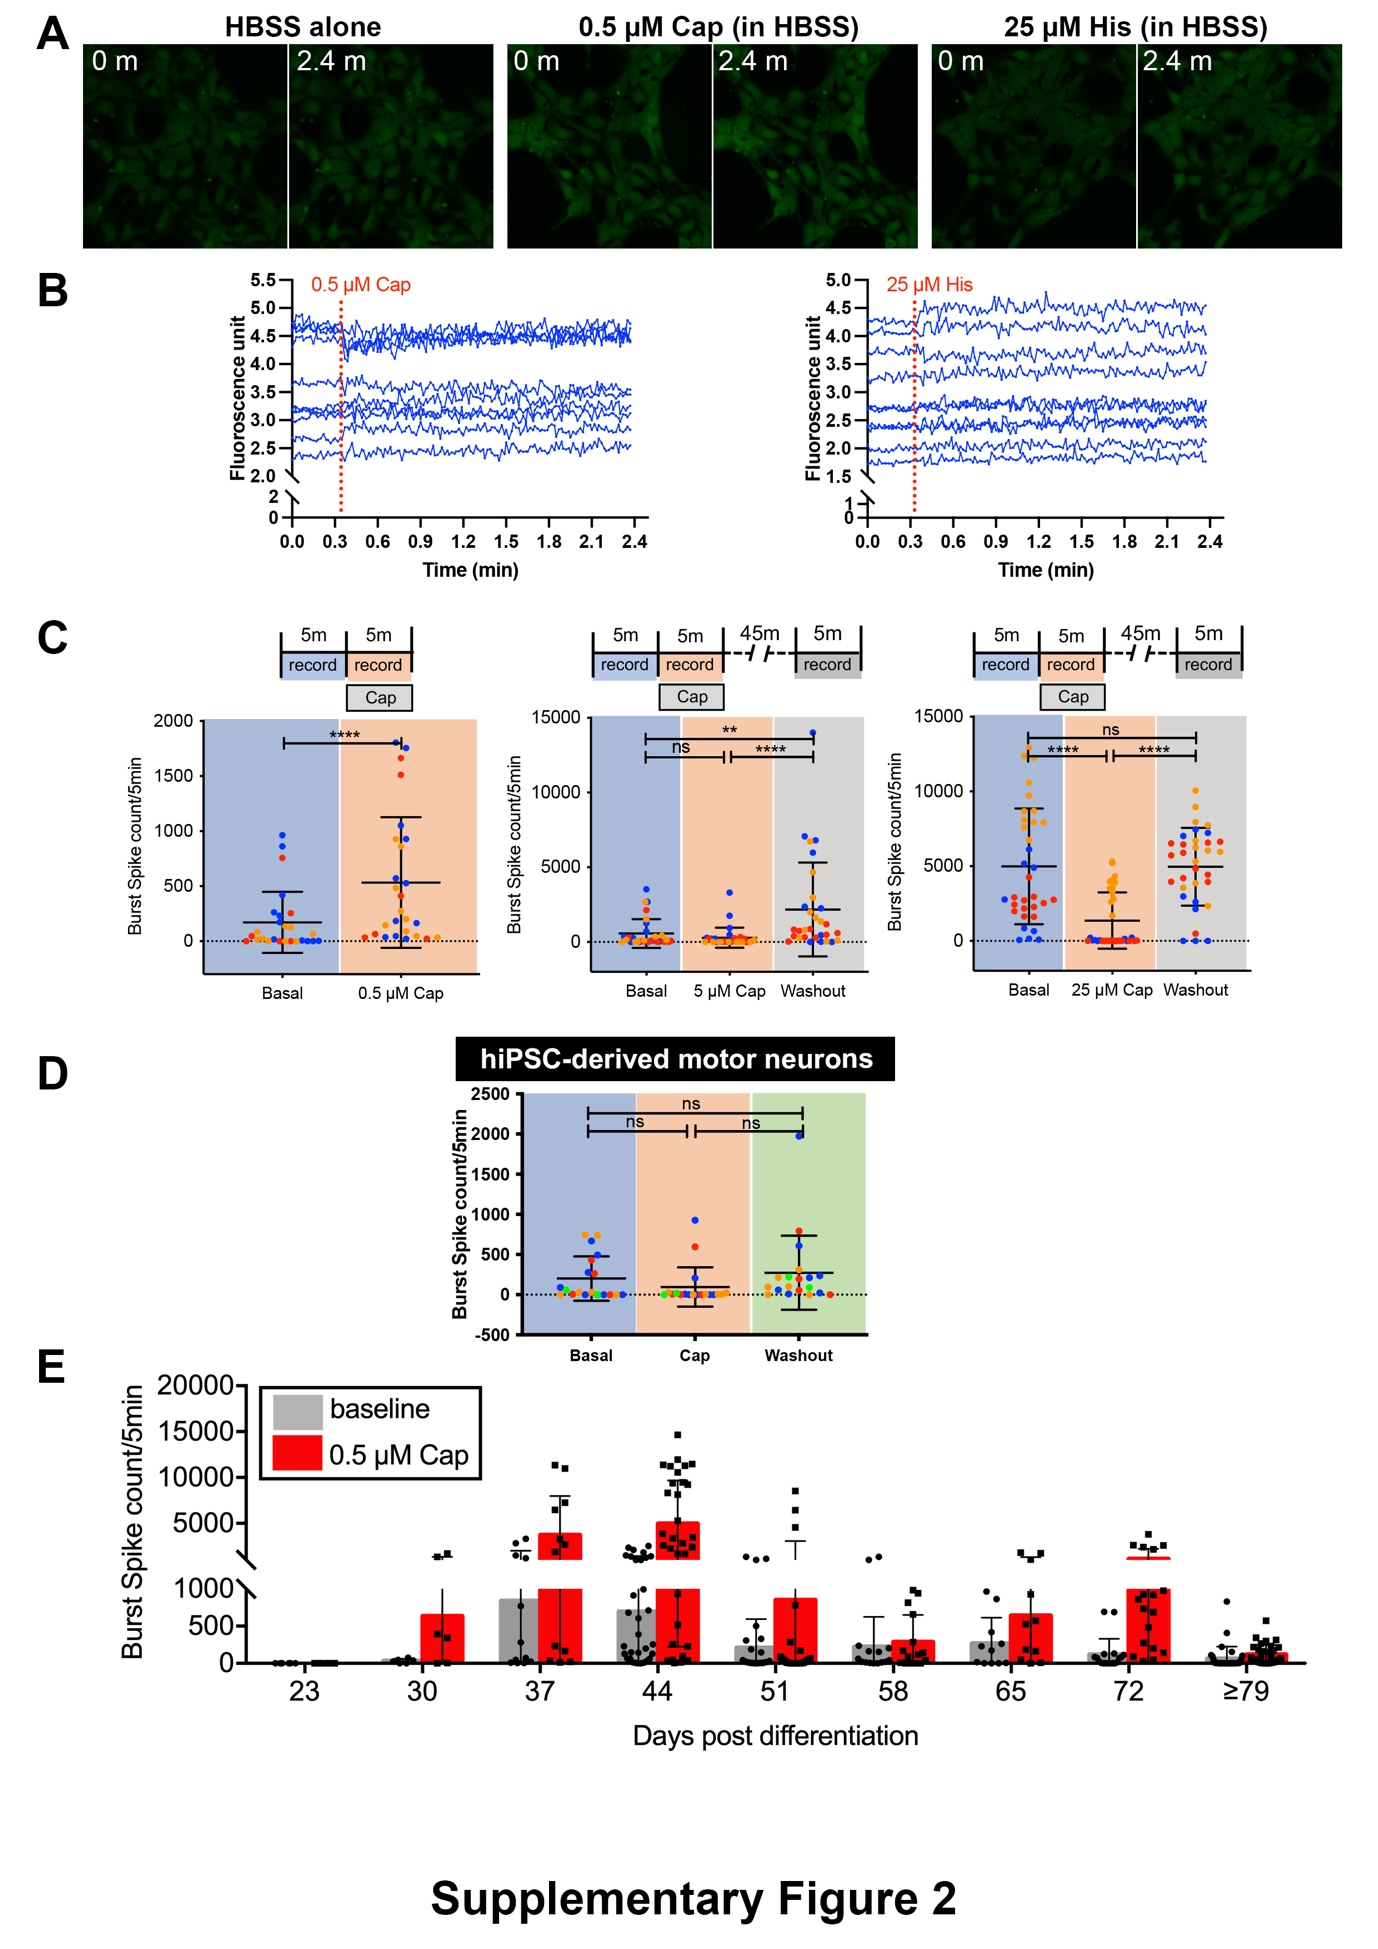 A
HBSS alone
0.5 µM Cap (in HBSS)
25 µM His (in HBSS)
0 m
2.4 m
0 m
2.4 m
0 m
2.4 m
B
Fluoroscence unit
5.5
5.0
4.5
4.0
3.5
3.0
2.5
2.0
2
0
0.5 µM Cap
0.0 0.3 0.6 0.9 1.2 1.5 1.8 2.1 2.4
Time (min)
Fluoroscence unit
5.0
4.5
4.0
3.5
3.0
2.5
2.0
1.5
1
0
25 µM His
0.0 0.3 0.6 0.9 1.2 1.5 1.8 2.1 2.4
Time (min)
C
5m 5m
record record
Cap
Burst Spike count/5min
2000
1500
1000
500
0
****
Basal 0.5 µM Cap
5m 5m 45m 5m
record record record
Cap
Burst Spike count/5min
15000
10000
5000
0
**
ns ****
Basal 5 µM Cap Washout
5m 5m 45m 5m
record record record
Cap
Burst Spike count/5min
15000
10000
5000
0
ns
**** ****
Basal 25 µM Cap Washout
D
hiPSC-derived motor neurons
Burst Spike count/5min
2500
2000
1500
1000
500
0
-500
ns
ns ns
Basal Cap Washout
E
Burst Spike count/5min
20000
15000
10000
5000
1000
500
0
baseline
0.5 µM Cap
23 30 37 44 51 58 65 72 ≥79
Days post differentiation
Supplementary Figure 2